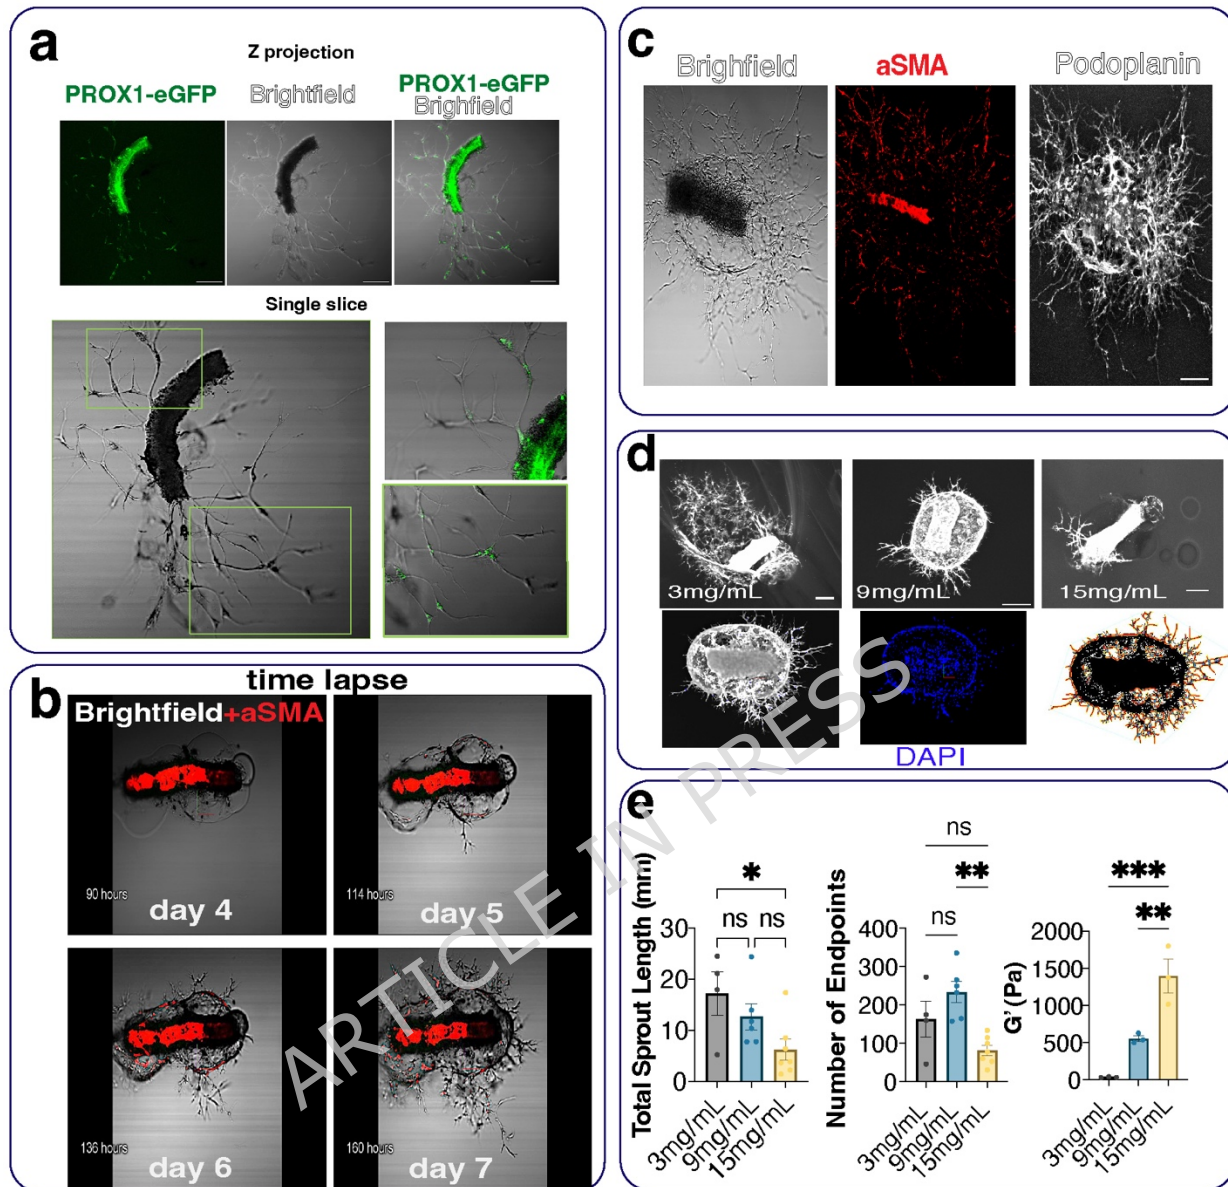 a
Z projection
PROX1-eGFP
Brightfield
PROX1-eGFP
Brighfield
Single slice
b
time lapse
Brightfield+aSMA
90 hours
day 4
114 hours
day 5
136 hours
day 6
160 hours
day 7
c
Brighfield
aSMA
Podoplanin
d
3mg/mL
9mg/mL
15mg/mL
DAPI
e
Total Sprout Length (mm)
30
20
10
0
*
ns
ns
3mg/mL
9mg/mL
15mg/mL
Number of Endpoints
400
300
200
100
0
ns
**
ns
3mg/mL
9mg/mL
15mg/mL
G' (Pa)
2000
1500
1000
500
0
***
**
3mg/mL
9mg/mL
15mg/mL
ARTICLE IN PRESS